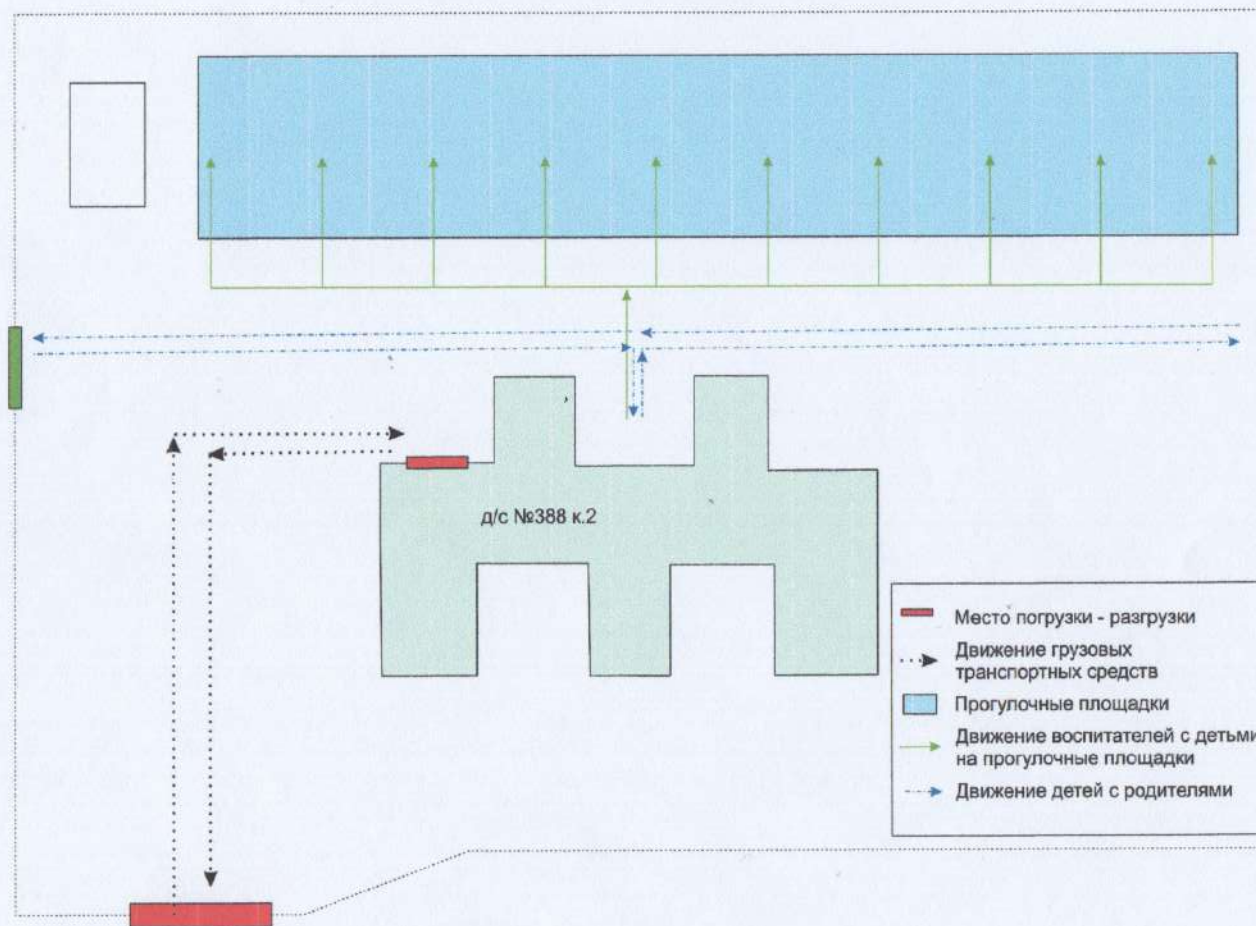 д/с №388 к.2
Место погрузки - разгрузки
Движение грузовых
транспортных средств
Прогулочные площадки
Движение воспитателей с детьми
на прогулочные площадки
Движение детей с родителями